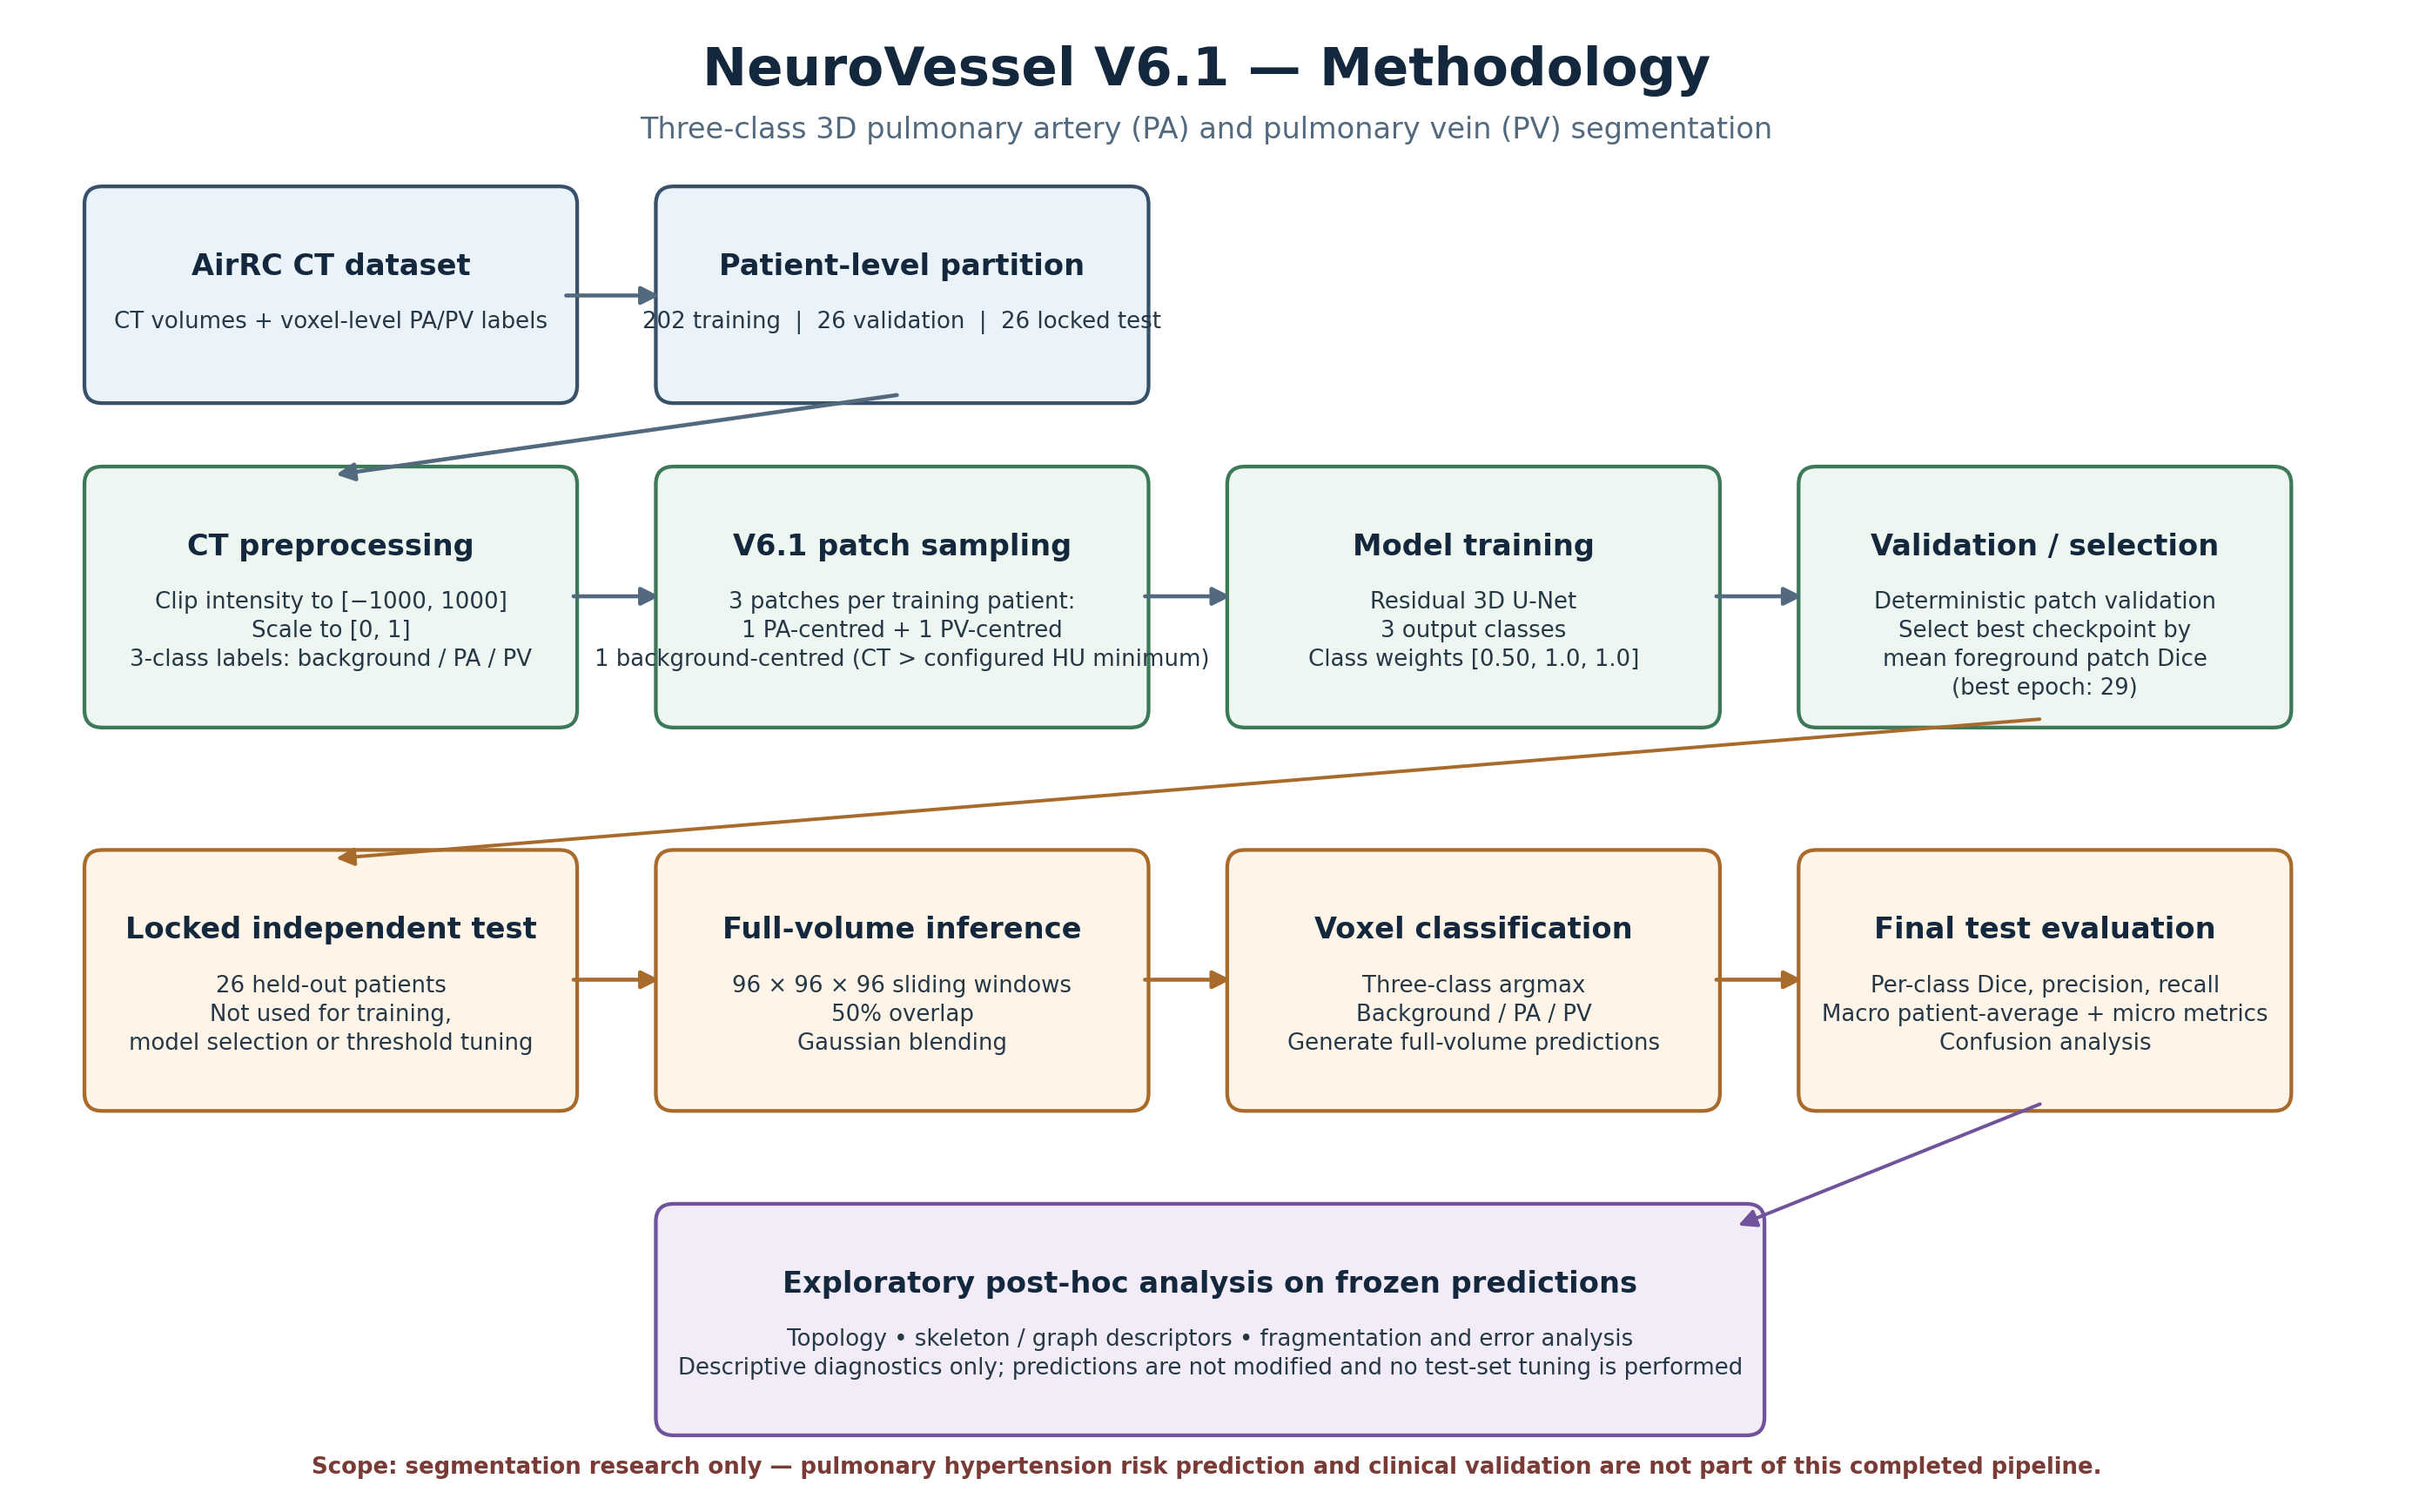 NeuroVessel V6.1 — Methodology
Three-class 3D pulmonary artery (PA) and pulmonary vein (PV) segmentation
AirRC CT dataset
CT volumes + voxel-level PA/PV labels
Patient-level partition
202 training | 26 validation | 26 locked test
CT preprocessing
Clip intensity to [−1000, 1000]
Scale to [0, 1]
3-class labels: background / PA / PV
V6.1 patch sampling
3 patches per training patient:
1 PA-centred + 1 PV-centred
1 background-centred (CT > configured HU minimum)
Model training
Residual 3D U-Net
3 output classes
Class weights [0.50, 1.0, 1.0]
Validation / selection
Deterministic patch validation
Select best checkpoint by
mean foreground patch Dice
(best epoch: 29)
Locked independent test
26 held-out patients
Not used for training,
model selection or threshold tuning
Full-volume inference
96 × 96 × 96 sliding windows
50% overlap
Gaussian blending
Voxel classification
Three-class argmax
Background / PA / PV
Generate full-volume predictions
Final test evaluation
Per-class Dice, precision, recall
Macro patient-average + micro metrics
Confusion analysis
Exploratory post-hoc analysis on frozen predictions
Topology • skeleton / graph descriptors • fragmentation and error analysis
Descriptive diagnostics only; predictions are not modified and no test-set tuning is performed
Scope: segmentation research only — pulmonary hypertension risk prediction and clinical validation are not part of this completed pipeline.